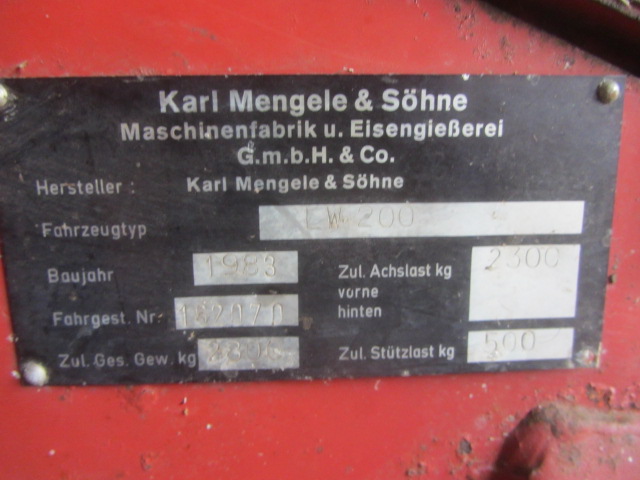 Karl Mengele & Söhne
Maschinenfabrik u. Eisengießerei
G.m.b.H. & Co.
Hersteller : Karl Mengele & Söhne
Fahrzeugtyp LW 200
Baujahr 1983
Zul. Achslast kg 2300
vorne
hinten
Fahrgest. Nr.
Zul. Ges. Gew. kg
Zul. Stützlast kg 500